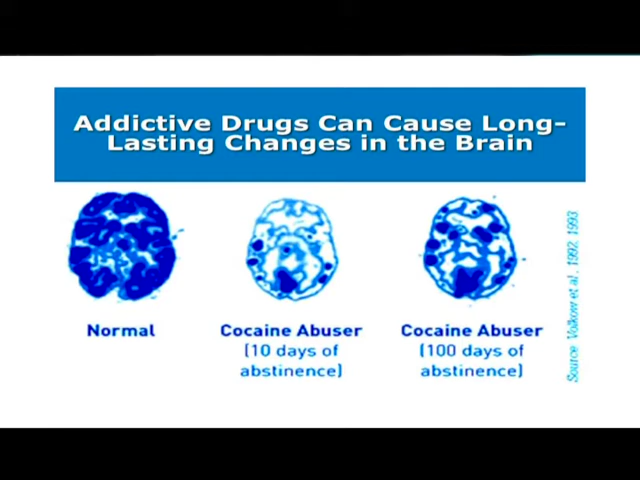 Addictive Drugs Can Cause Long-
Lasting Changes in the Brain
Normal
Cocaine Abuser
(10 days of
abstinence)
Cocaine Abuser
(100 days of
abstinence)
Source Volkow et al, 1992, 1993